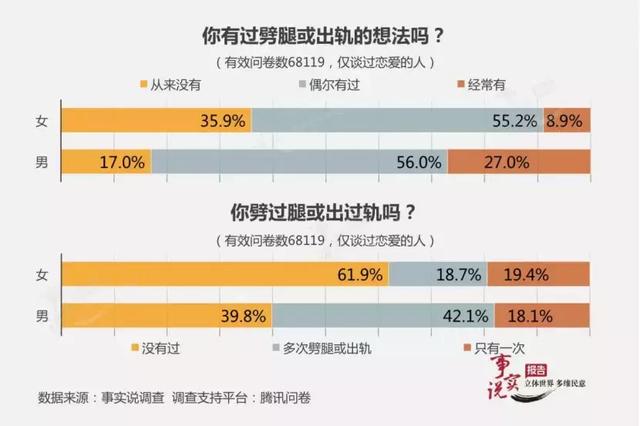 你有过劈腿或出轨的想法吗？
（有效问卷数68119，仅谈过恋爱的人）
从来没有 偶尔有过 经常有
女 35.9% 55.2% 8.9%
男 17.0% 56.0% 27.0%
你劈过腿或出过轨吗？
（有效问卷数68119，仅谈过恋爱的人）
女 61.9% 18.7% 19.4%
男 39.8% 42.1% 18.1%
没有过 多次劈腿或出轨 只有一次
数据来源：事实说调查 调查支持平台：腾讯问卷
事实说
报告
立体世界 多维民意